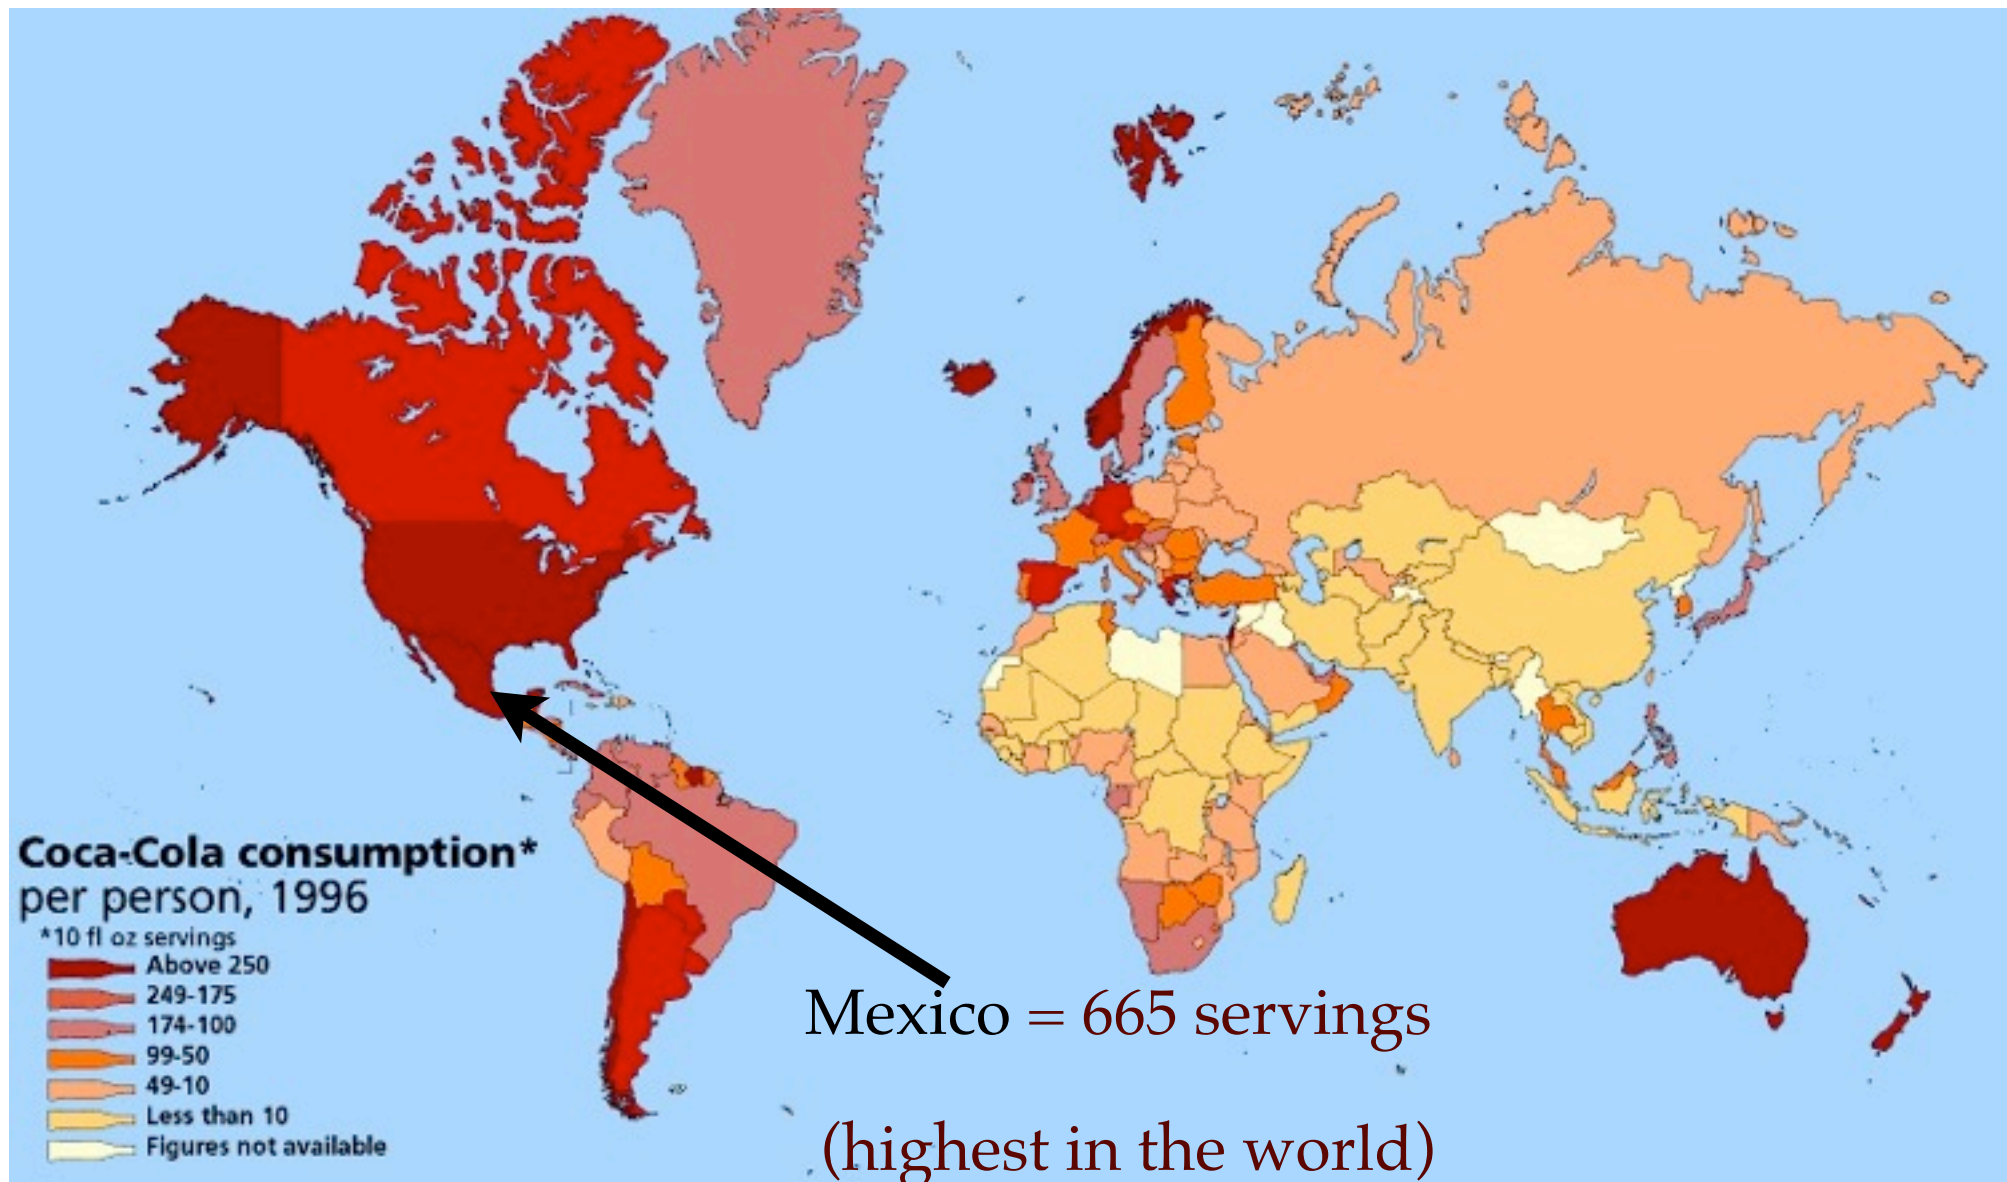 Coca-Cola consumption*
per person, 1996
*10 fl oz servings
Above 250
249-175
174-100
99-50
49-10
Less than 10
Figures not available
Mexico = 665 servings
(highest in the world)